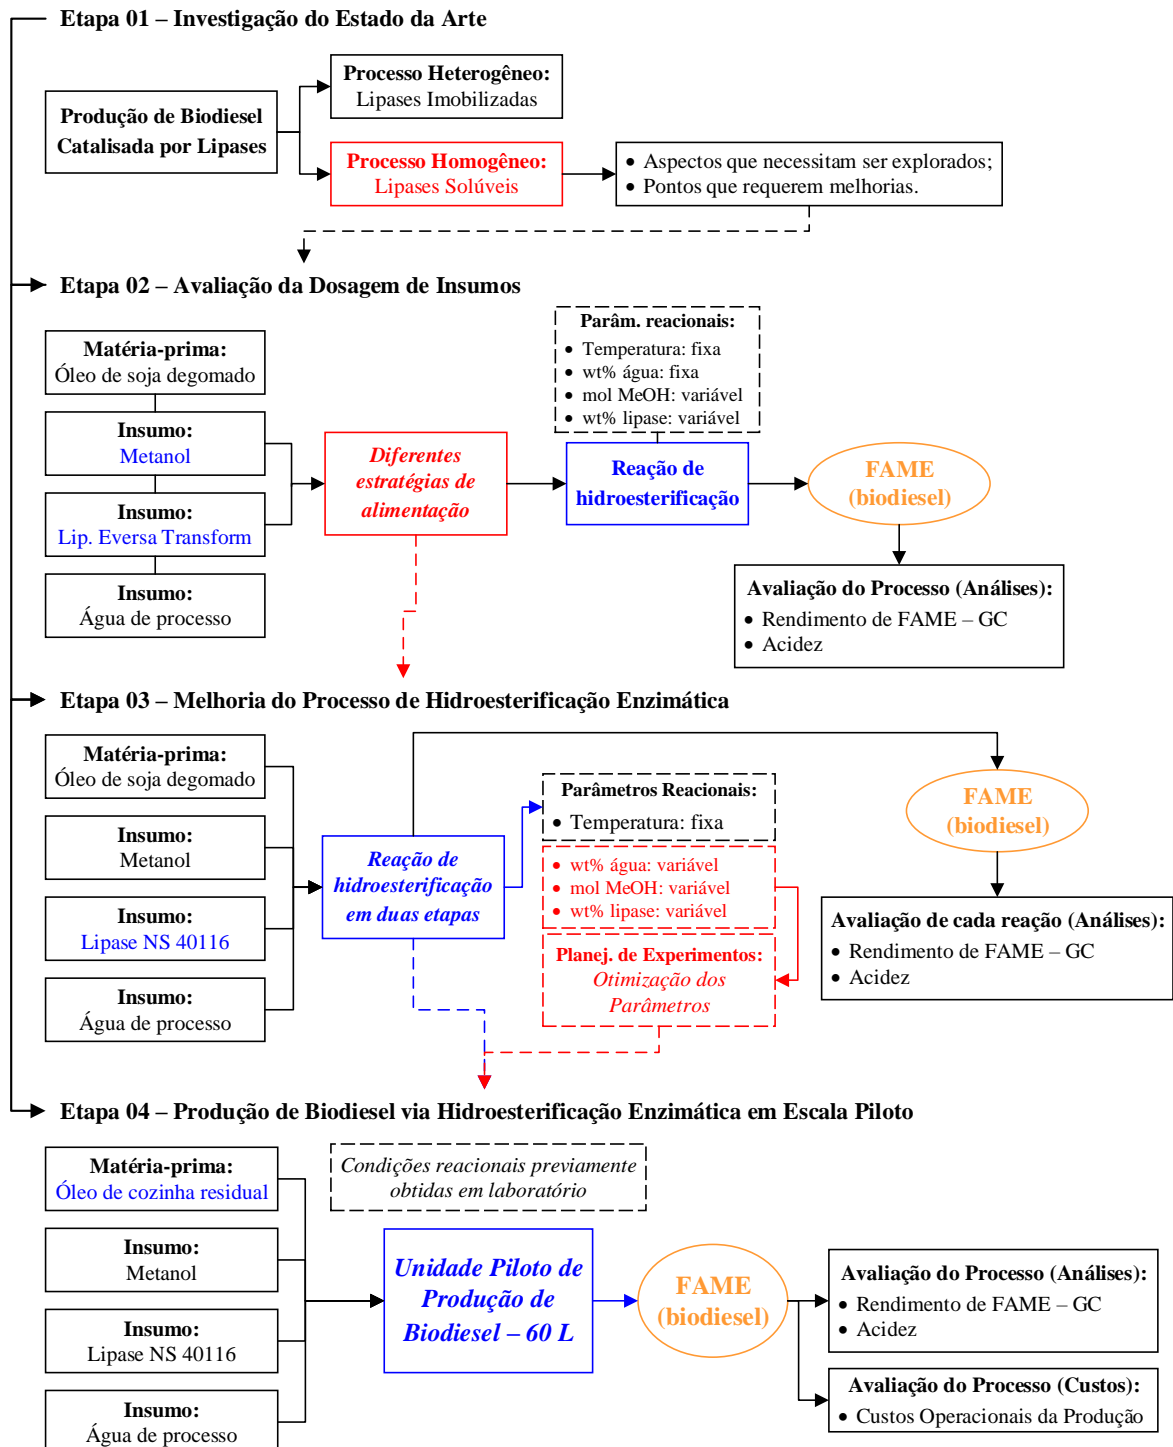 Etapa 01 – Investigação do Estado da Arte
Produção de Biodiesel
Catalisada por Lipases
Processo Heterogêneo:
Lipases Imobilizadas
Processo Homogêneo:
Lipases Solúveis
• Aspectos que necessitam ser explorados;
• Pontos que requerem melhorias.
Etapa 02 – Avaliação da Dosagem de Insumos
Matéria-prima:
Óleo de soja degomado
Insumo:
Metanol
Insumo:
Lip. Eversa Transform
Insumo:
Água de processo
Diferentes
estratégias de
alimentação
Parâm. reacionais:
• Temperatura: fixa
• wt% água: fixa
• mol MeOH: variável
• wt% lipase: variável
Reação de
hidroesterificação
FAME
(biodiesel)
Avaliação do Processo (Análises):
• Rendimento de FAME – GC
• Acidez
Etapa 03 – Melhoria do Processo de Hidroesterificação Enzimática
Matéria-prima:
Óleo de soja degomado
Insumo:
Metanol
Insumo:
Lipase NS 40116
Insumo:
Água de processo
Reação de
hidroesterificação
em duas etapas
Parâmetros Reacionais:
• Temperatura: fixa
• wt% água: variável
• mol MeOH: variável
• wt% lipase: variável
Planej. de Experimentos:
Otimização dos
Parâmetros
FAME
(biodiesel)
Avaliação de cada reação (Análises):
• Rendimento de FAME – GC
• Acidez
Etapa 04 – Produção de Biodiesel via Hidroesterificação Enzimática em Escala Piloto
Matéria-prima:
Óleo de cozinha residual
Insumo:
Metanol
Insumo:
Lipase NS 40116
Insumo:
Água de processo
Condições reacionais previamente
obtidas em laboratório
Unidade Piloto de
Produção de
Biodiesel – 60 L
FAME
(biodiesel)
Avaliação do Processo (Análises):
• Rendimento de FAME – GC
• Acidez
Avaliação do Processo (Custos):
• Custos Operacionais da Produção